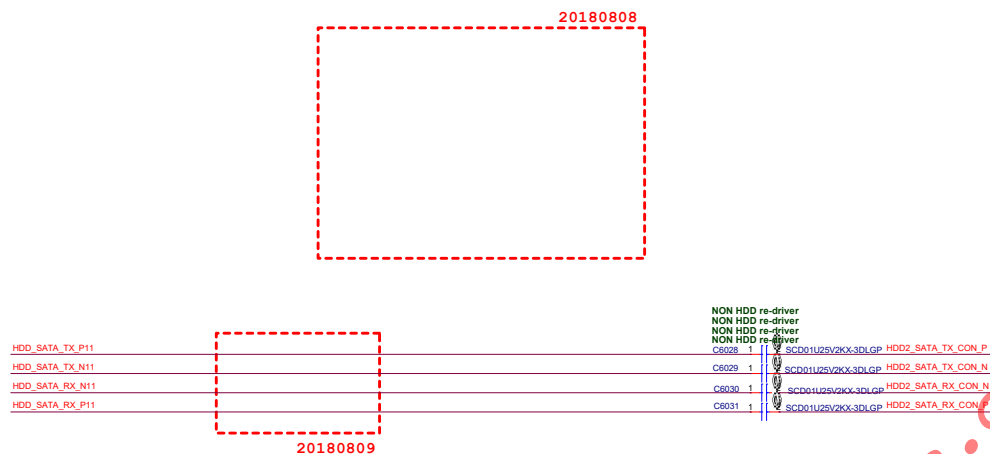 20180808
NON HDD re-driver
NON HDD re-driver
NON HDD re-driver
NON HDD re-driver
HDD_SATA_TX_P11 C6028 1 SCD01U25V2KX-3DLGP HDD2_SATA_TX_CON_P
HDD_SATA_TX_N11 C6029 1 SCD01U25V2KX-3DLGP HDD2_SATA_TX_CON_N
HDD_SATA_RX_N11 C6030 1 SCD01U25V2KX-3DLGP HDD2_SATA_RX_CON_N
HDD_SATA_RX_P11 C6031 1 SCD01U25V2KX-3DLGP HDD2_SATA_RX_CON_P
20180809